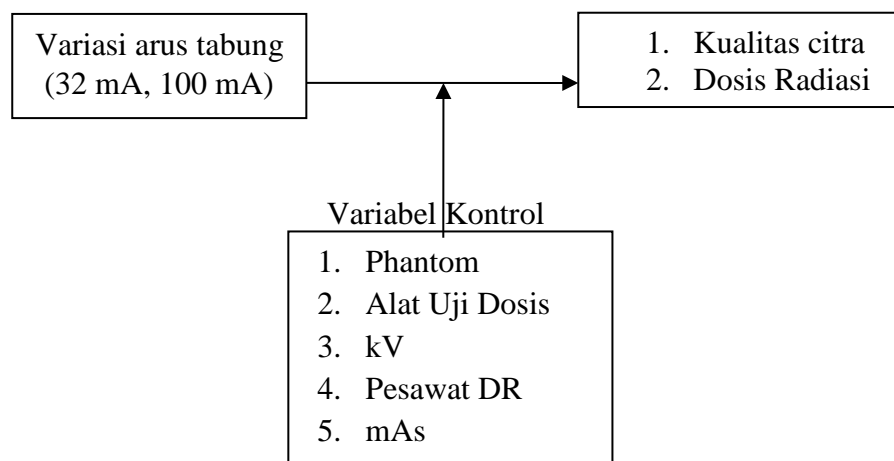 Variasi arus tabung
(32 mA, 100 mA)
1. Kualitas citra
2. Dosis Radiasi
Variabel Kontrol
1. Phantom
2. Alat Uji Dosis
3. kV
4. Pesawat DR
5. mAs